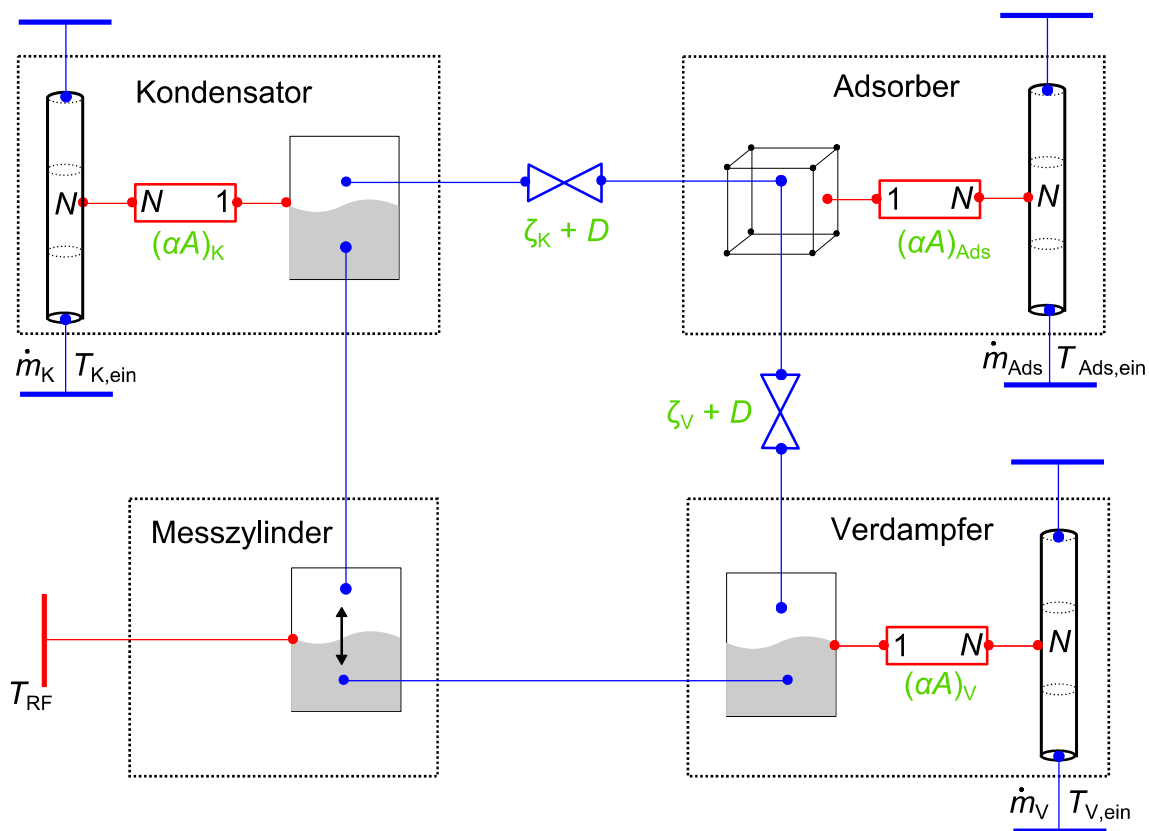 Kondensator
N
N 1
(αA)K
ṁK TK,ein
ζK + D
Adsorber
1 N
N
(αA)Ads
ṁAds TAds,ein
ζV + D
Messzylinder
TRF
Verdampfer
1 N
N
(αA)V
ṁV TV,ein